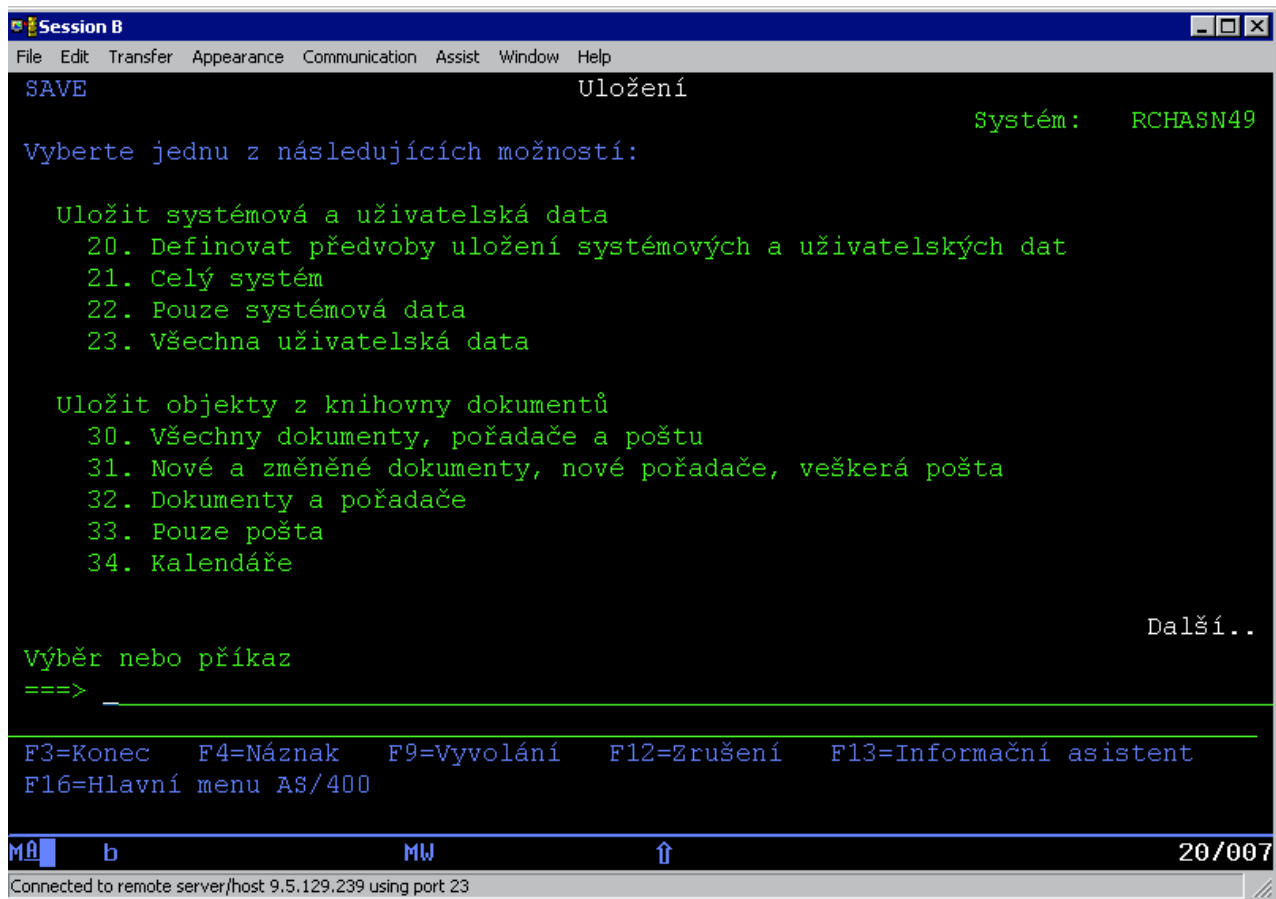 Session B
File Edit Transfer Appearance Communication Assist Window Help
SAVE Uložení
Systém: RCHASN49
Vyberte jednu z následujících možností:
Uložit systémová a uživatelská data
20. Definovat předvoby uložení systémových a uživatelských dat
21. Celý systém
22. Pouze systémová data
23. Všechna uživatelská data
Uložit objekty z knihovny dokumentů
30. Všechny dokumenty, pořadače a poštu
31. Nové a změněné dokumenty, nové pořadače, veškerá pošta
32. Dokumenty a pořadače
33. Pouze pošta
34. Kalendáře
Další..
Výběr nebo příkaz
===> _
F3=Konec F4=Náznak F9=Vyvolání F12=Zrušení F13=Informační asistent
F16=Hlavní menu AS/400
MA b MW ⇧ 20/007
Connected to remote server/host 9.5.129.239 using port 23